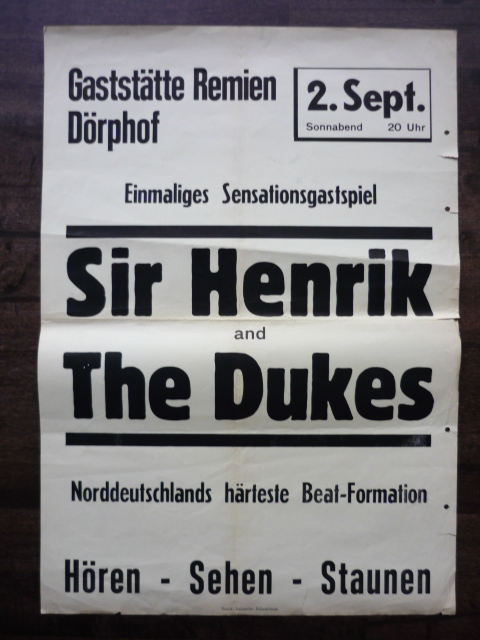 Gaststätte Remien
Dörphof
2. Sept.
Sonnabend 20 Uhr
Einmaliges Sensationsgastspiel
Sir Henrik
and
The Dukes
Norddeutschlands härteste Beat-Formation
Hören - Sehen - Staunen